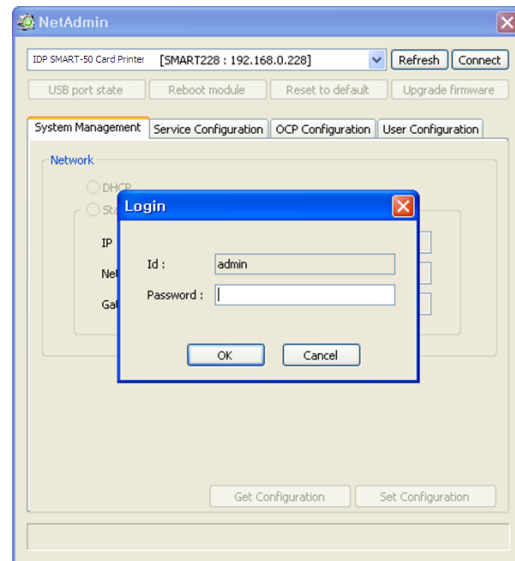 NetAdmin
IDP SMART-50 Card Printer [SMART228 : 192.168.0.228] Refresh Connect
USB port state Reboot module Reset to default Upgrade firmware
System Management Service Configuration OCP Configuration User Configuration
Network
DHCP
Login
IP
Id : admin
Password :
OK Cancel
Get Configuration Set Configuration